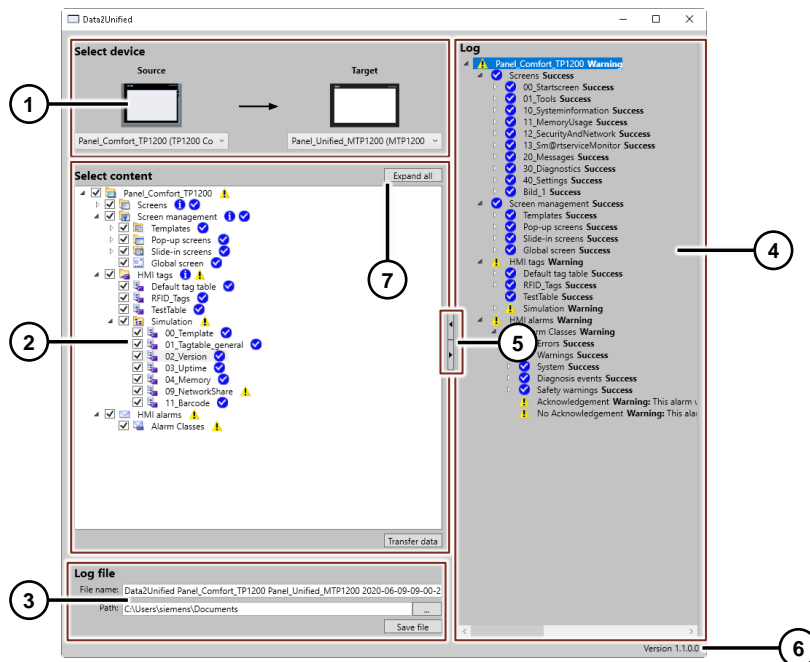 Data2Unified
Select device
Source
Target
Panel_Comfort_TP1200 (TP1200 Co
Panel_Unified_MTP1200 (MTP1200
1
Select content
Expand all
Panel_Comfort_TP1200
Screens
Screen management
Templates
Pop-up screens
Slide-in screens
Global screen
HMI tags
Default tag table
RFID_Tags
TestTable
Simulation
00_Template
01_Tagtable_general
02_Version
03_Uptime
04_Memory
09_NetworkShare
11_Barcode
HMI alarms
Alarm Classes
Transfer data
7
2
5
Log file
File name: Data2Unified Panel_Comfort_TP1200 Panel_Unified_MTP1200 2020-06-09-09-00-2
Path: C:\Users\siemens\Documents
...
Save file
3
Log
Panel_Comfort_TP1200 Warning
Screens Success
00_Startscreen Success
01_Tools Success
10_Systeminformation Success
11_MemoryUsage Success
12_SecurityAndNetwork Success
13_Sm@rtserviceMonitor Success
20_Messages Success
30_Diagnostics Success
40_Settings Success
Bild_1 Success
Screen management Success
Templates Success
Pop-up screens Success
Slide-in screens Success
Global screen Success
HMI tags Warning
Default tag table Success
RFID_Tags Success
TestTable Success
Simulation Warning
HMI alarms Warning
Classes Warning
Errors Success
Warnings Success
System Success
Diagnosis events Success
Safety warnings Success
Acknowledgement Warning: This alarm
No Acknowledgement Warning: This
4
Version 1.1.0.0
6